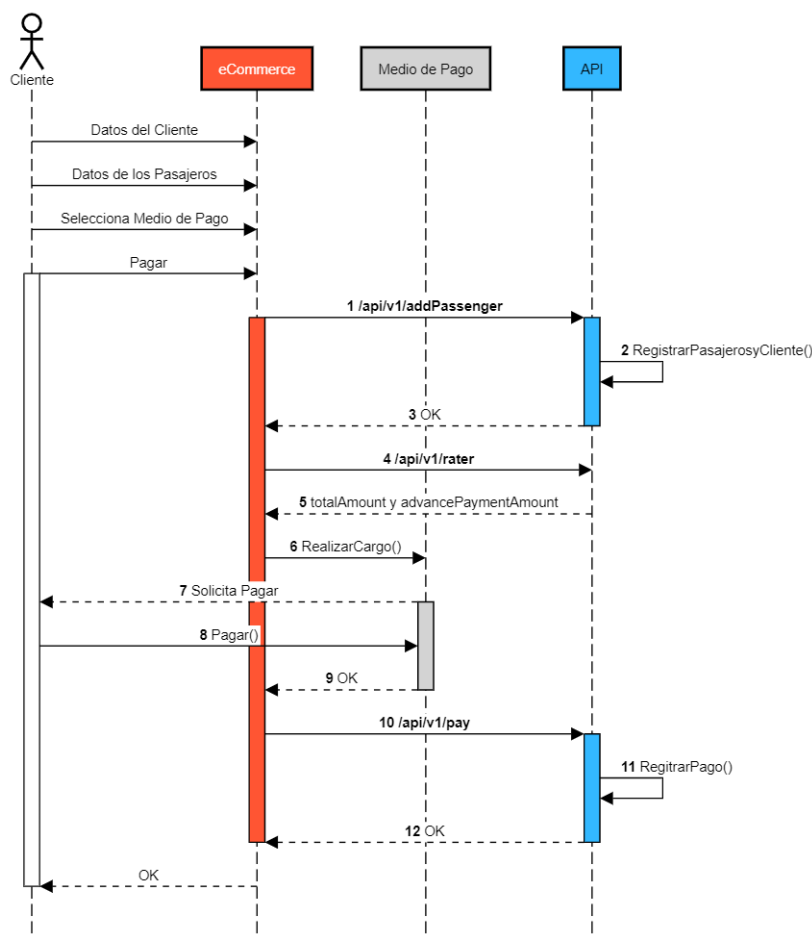 Cliente
eCommerce
Medio de Pago
API
Datos del Cliente
Datos de los Pasajeros
Selecciona Medio de Pago
Pagar
1 /api/v1/addPassenger
2 RegistrarPasajerosyCliente()
3 OK
4 /api/v1/rater
5 totalAmount y advancePaymentAmount
6 RealizarCargo()
7 Solicita Pagar
8 Pagar()
9 OK
10 /api/v1/pay
11 RegitrarPago()
12 OK
OK